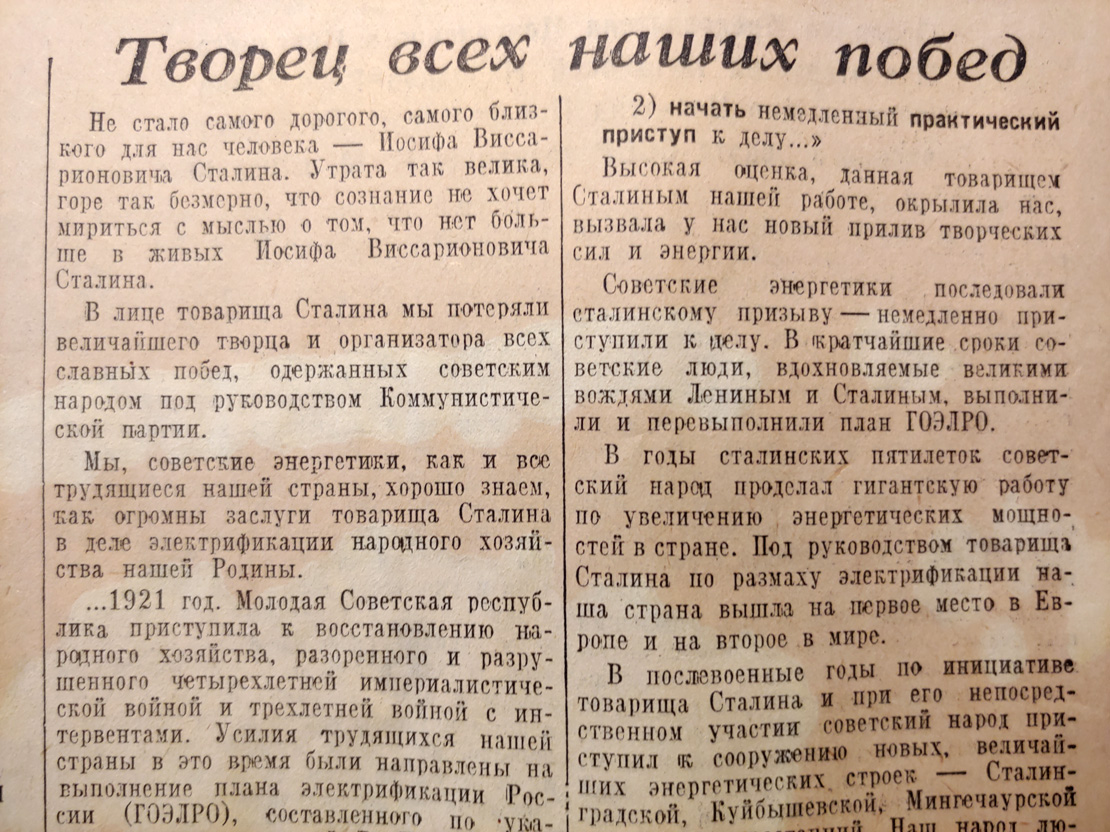 Творец всех наших побед
Не стало самого дорогого, самого близ-
кого для нас человека — Иосифа Висса-
рионовича Сталина. Утрата так велика,
горе так безмерно, что сознание не хочет
мириться с мыслью о том, что нет боль-
ше в живых Иосифа Виссарионовича
Сталина.
В лице товарища Сталина мы потеряли
величайшего творца и организатора всех
славных побед, одержанных советским
народом под руководством Коммунистиче-
ской партии.
Мы, советские энергетики, как и все
трудящиеся нашей страны, хорошо знаем,
как огромны заслуги товарища Сталина
в деле электрификации народного хозяй-
ства нашей Родины.
...1921 год. Молодая Советская респуб-
лика приступила к восстановлению на-
родного хозяйства, разоренного и разру-
шенного четырехлетней империалистиче-
ской войной и трехлетней войной с ин-
тервентами. Усилия трудящихся нашей
страны в это время были направлены на
выполнение плана электрификации Рос-
сии (ГОЭЛРО), составленного по ука-
2) начать немедленный практический
приступ к делу...»
Высокая оценка, данная товарищем
Сталиным нашей работе, окрылила нас,
вызвала у нас новый прилив творческих
сил и энергии.
Советские энергетики последовали
сталинскому призыву — немедленно при-
ступили к делу. В кратчайшие сроки со-
ветские люди, вдохновляемые великими
вождями Лениным и Сталиным, выполни-
ли и перевыполнили план ГОЭЛРО.
В годы сталинских пятилеток совет-
ский народ проделал гигантскую работу
по увеличению энергетических мощно-
стей в стране. Под руководством товарища
Сталина по размаху электрификации на-
ша страна вышла на первое место в Ев-
ропе и на второе в мире.
В послевоенные годы по инициативе
товарища Сталина и при его непосред-
ственном участии советский народ при-
ступил к сооружению новых, величай-
ших энергетических строек — Сталин-
градской, Куйбышевской, Мингечаурской
Наш народ лю-